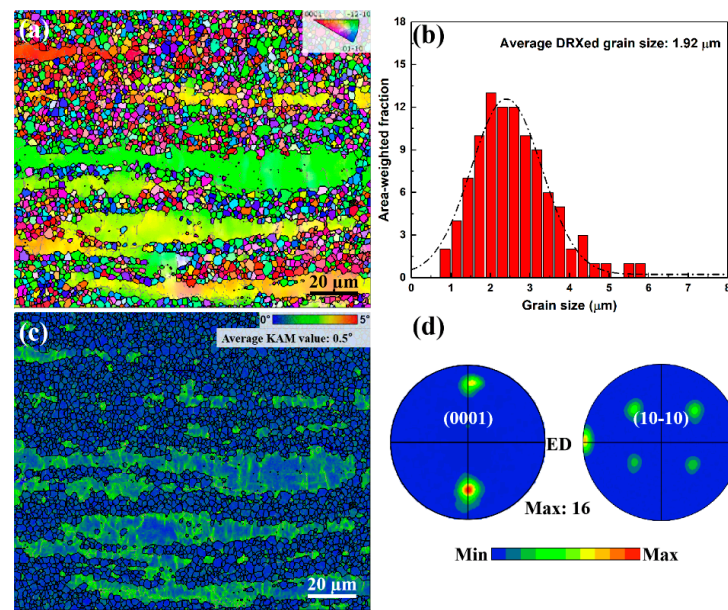 (a)
0001
-12-10
01-10
20 µm
(b)
Average DRXed grain size: 1.92 µm
Area-weighted fraction
18
15
12
9
6
3
0
0 1 2 3 4 5 6 7 8
Grain size (µm)
(c)
0° 5°
Average KAM value: 0.5°
20 µm
(d)
(0001)
ED
(10-10)
Max: 16
Min Max